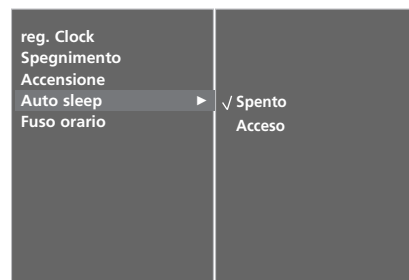 reg. Clock
Spegnimento
Accensione
Auto sleep ► √ Spento
Fuso orario Acceso